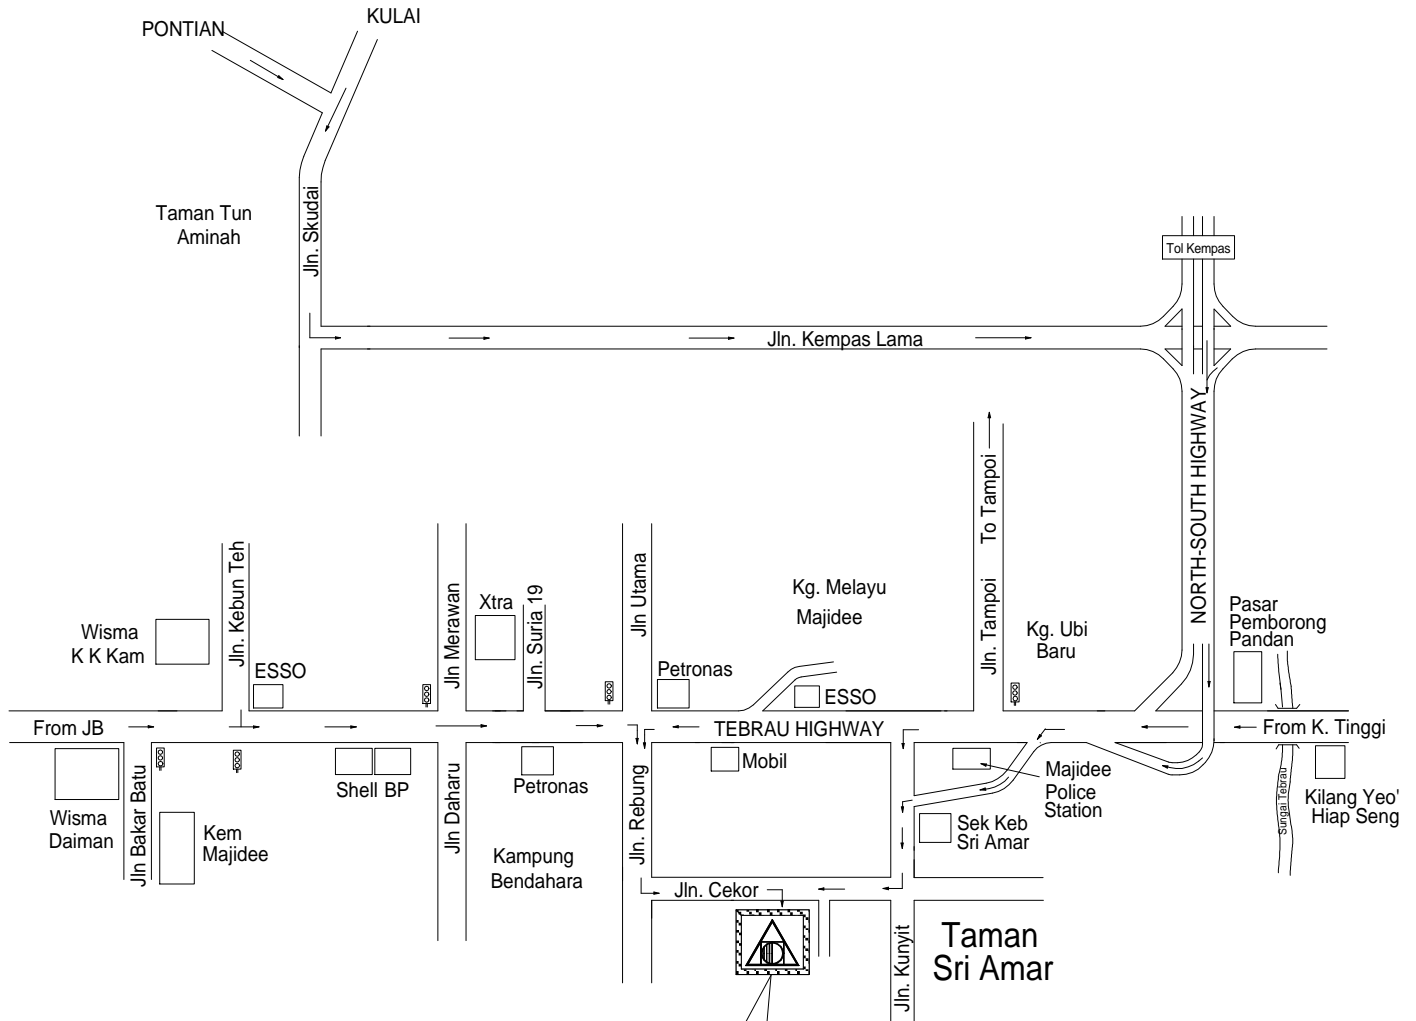 KULAI
PONTIAN
Taman Tun
Aminah
Jln. Skudai
Tol Kempas
Jln. Kempas Lama
NORTH-SOUTH HIGHWAY
To Tampoi
Jln. Tampoi
Jln. Kebun Teh
Jln Merawan
Jln. Suria 19
Jln Utama
Kg. Melayu
Majidee
Kg. Ubi
Baru
Pasar
Pemborong
Pandan
Wisma
K K Kam
Xtra
ESSO
Petronas
ESSO
From JB
TEBRAU HIGHWAY
From K. Tinggi
Wisma
Daiman
Jln Bakar Batu
Kem
Majidee
Shell BP
Jln Daharu
Petronas
Kampung
Bendahara
Jln. Rebung
Mobil
Majidee
Police
Station
Sek Keb
Sri Amar
Sungai Tebrau
Kilang Yeo'
Hiap Seng
Jln. Cekor
Jln. Kunyit
Taman
Sri Amar